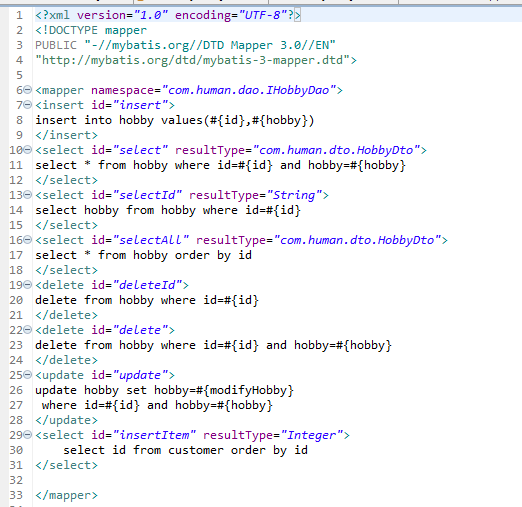 1 <?xml version="1.0" encoding="UTF-8"?>
2 <!DOCTYPE mapper
3 PUBLIC "-//mybatis.org//DTD Mapper 3.0//EN"
4 "http://mybatis.org/dtd/mybatis-3-mapper.dtd">
5
6 <mapper namespace="com.human.dao.IHobbyDao">
7 <insert id="insert">
8 insert into hobby values(#{id},#{hobby})
9 </insert>
10 <select id="select" resultType="com.human.dto.HobbyDto">
11 select * from hobby where id=#{id} and hobby=#{hobby}
12 </select>
13 <select id="selectId" resultType="String">
14 select hobby from hobby where id=#{id}
15 </select>
16 <select id="selectAll" resultType="com.human.dto.HobbyDto">
17 select * from hobby order by id
18 </select>
19 <delete id="deleteId">
20 delete from hobby where id=#{id}
21 </delete>
22 <delete id="delete">
23 delete from hobby where id=#{id} and hobby=#{hobby}
24 </delete>
25 <update id="update">
26 update hobby set hobby=#{modifyHobby}
27  where id=#{id} and hobby=#{hobby}
28 </update>
29 <select id="insertItem" resultType="Integer">
30     select id from customer order by id
31 </select>
32
33 </mapper>